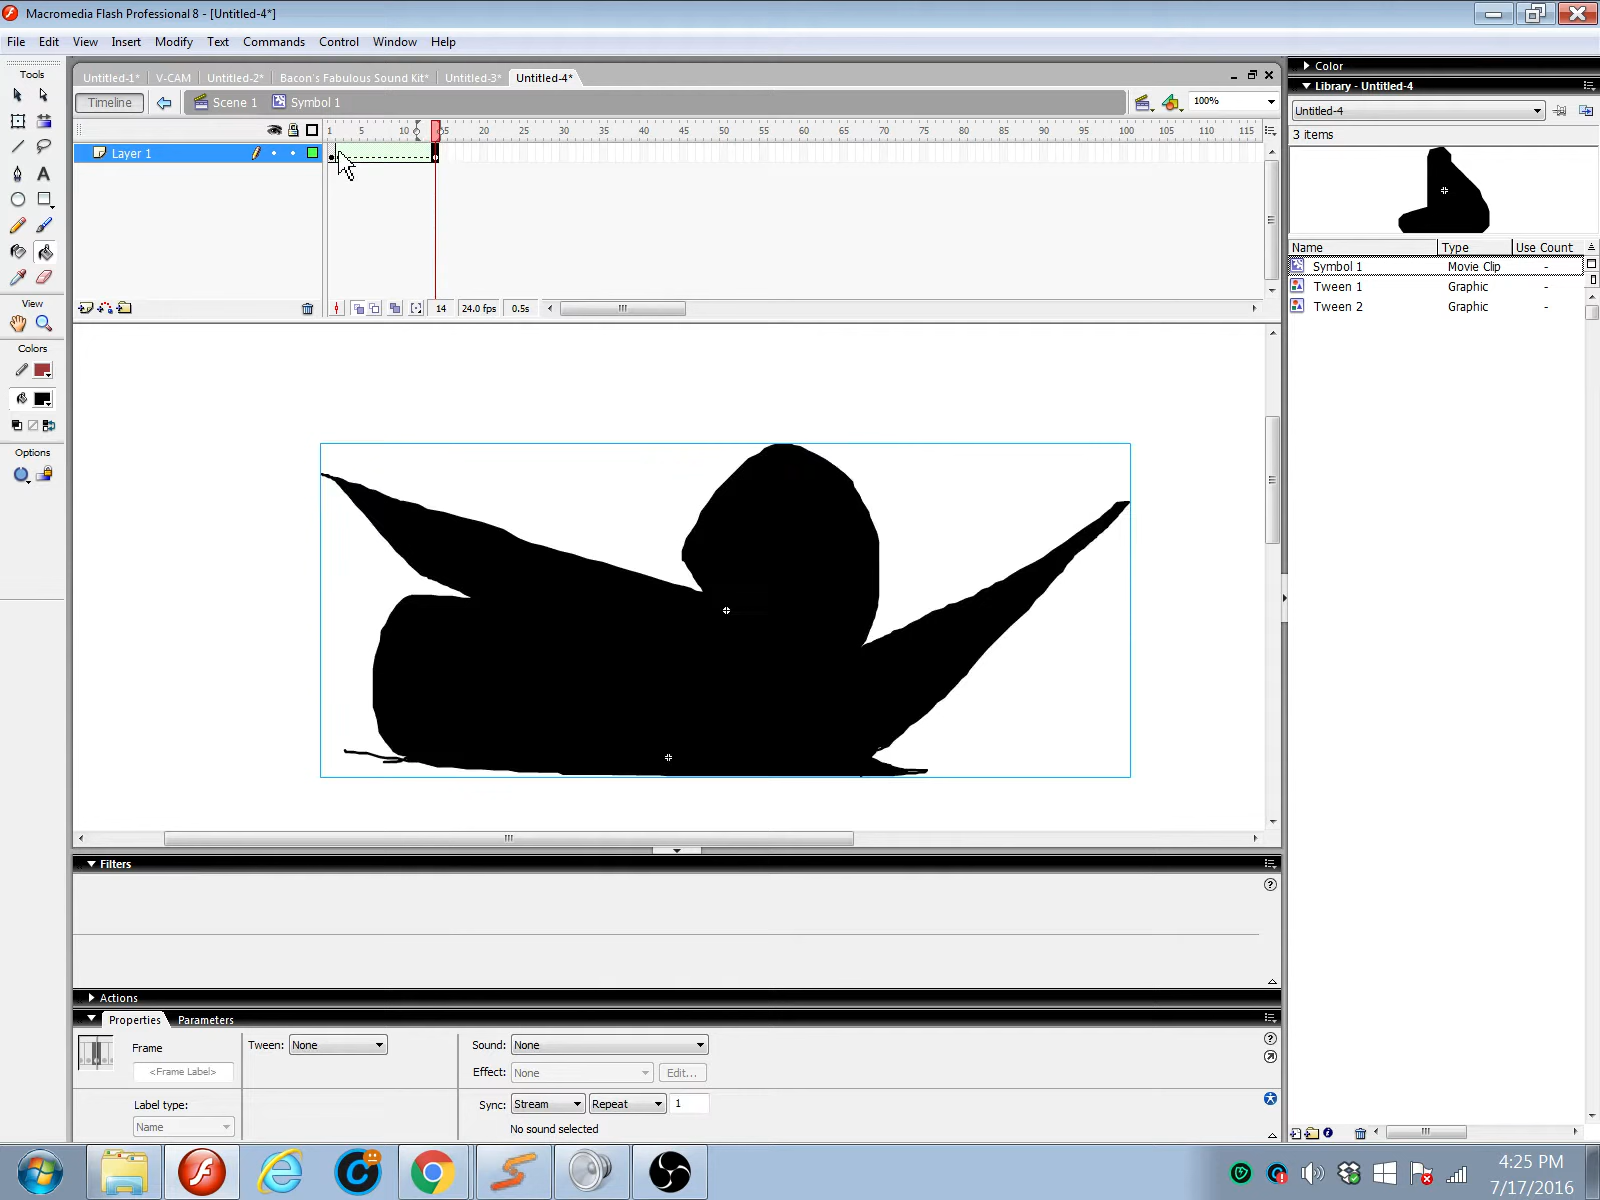 Macromedia Flash Professional 8 - [Untitled-4*]
File Edit View Insert Modify Text Commands Control Window Help
Tools
Untitled-1* V-CAM Untitled-2* Bacon's Fabulous Sound Kit* Untitled-3* Untitled-4*
Timeline Scene 1 Symbol 1 100%
1 5 10 15 20 25 30 35 40 45 50 55 60 65 70 75 80 85 90 95 100 105 110 115
Layer 1
14 24.0 fps 0.5s
View
Colors
Options
Color
Library - Untitled-4
Untitled-4
3 items
Name Type Use Count
Symbol 1 Movie Clip -
Tween 1 Graphic -
Tween 2 Graphic -
Filters
Actions
Properties Parameters
Frame
<Frame Label>
Label type:
Name
Tween: None
Sound: None
Effect: None Edit...
Sync: Stream Repeat 1
No sound selected
4:25 PM
7/17/2016